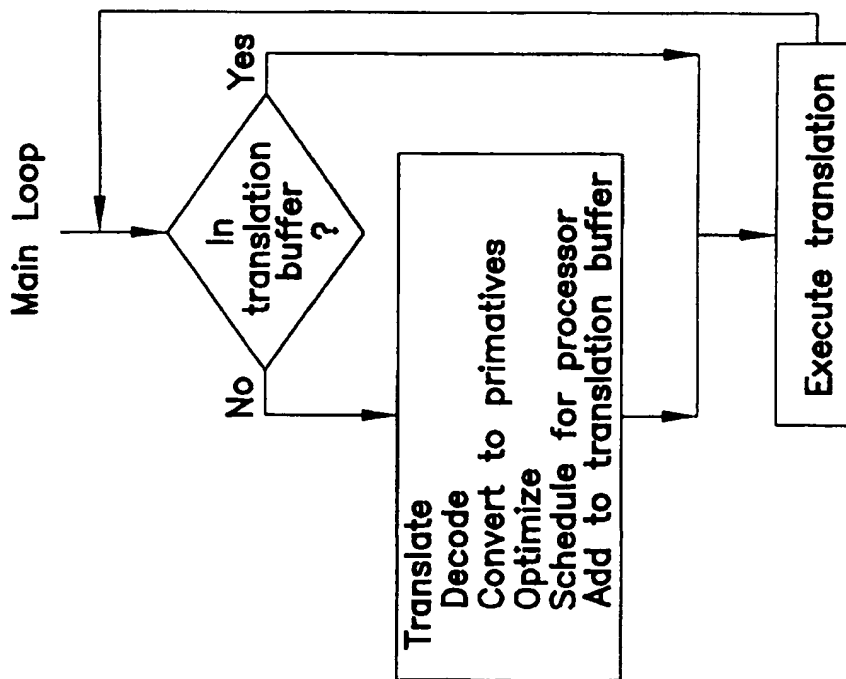 Main Loop
In
translation
buffer
?
Yes
No
Translate
Decode
Convert to primatives
Optimize
Schedule for processor
Add to translation buffer
Execute translation